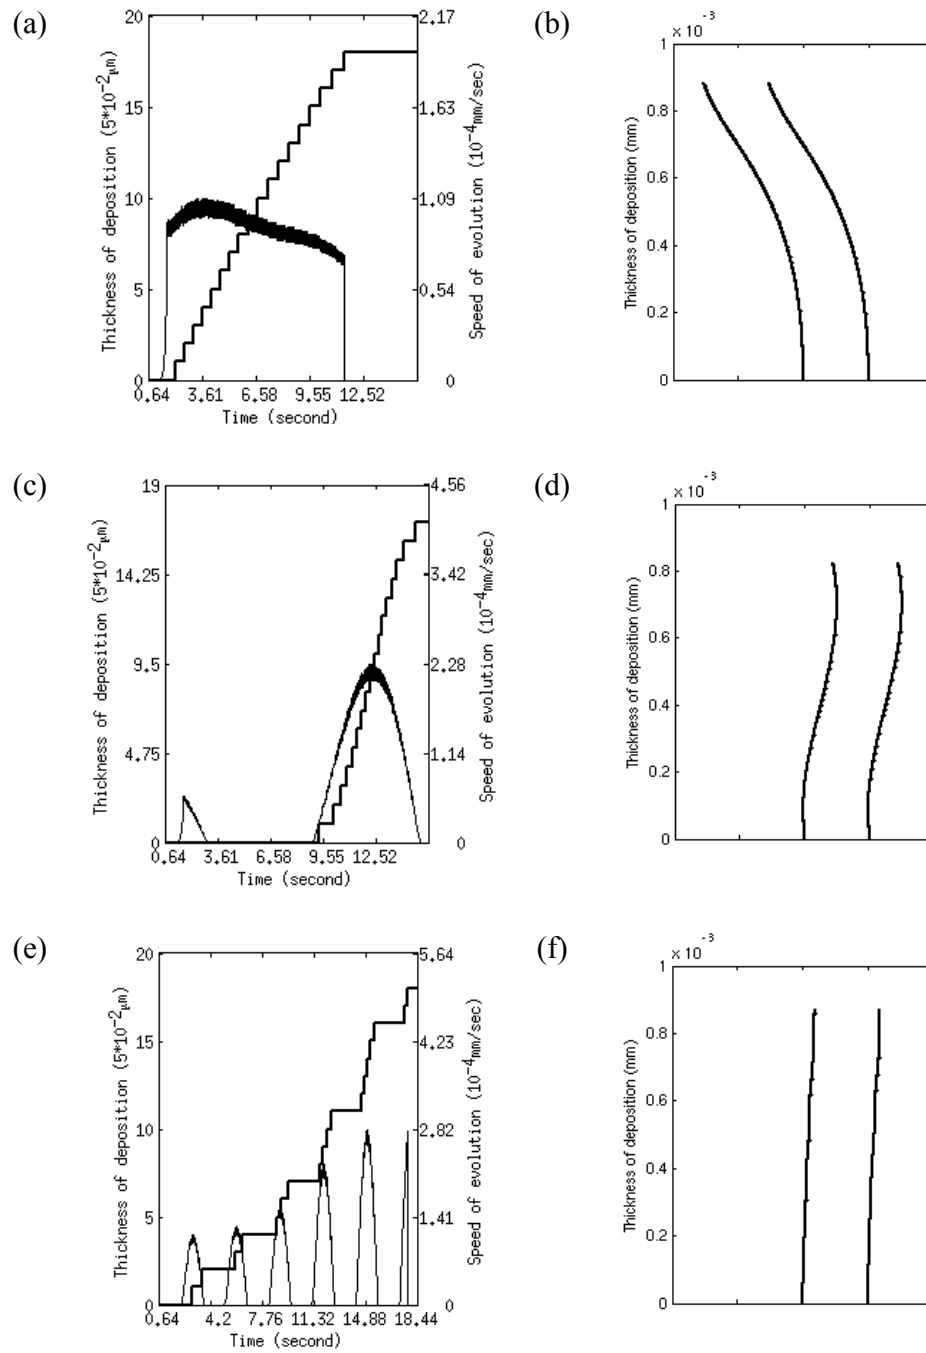 (a)
20
15
10
5
0
Thickness of deposition (5*10⁻²μm)
2.17
1.63
1.09
0.54
0
Speed of evolution (10⁻⁴mm/sec)
0.64 3.61 6.58 9.55 12.52
Time (second)
(b)
× 10⁻³
1
0.8
0.6
0.4
0.2
0
Thickness of deposition (mm)
(c)
19
14.25
9.5
4.75
0
Thickness of deposition (5*10⁻²μm)
4.56
3.42
2.28
1.14
0
Speed of evolution (10⁻⁴mm/sec)
0.64 3.61 6.58 9.55 12.52
Time (second)
(d)
× 10⁻³
1
0.8
0.6
0.4
0.2
0
Thickness of deposition (mm)
(e)
20
15
10
5
0
Thickness of deposition (5*10⁻²μm)
5.64
4.23
2.82
1.41
0
Speed of evolution (10⁻⁴mm/sec)
0.64 4.2 7.76 11.32 14.88 18.44
Time (second)
(f)
× 10⁻³
1
0.8
0.6
0.4
0.2
0
Thickness of deposition (mm)